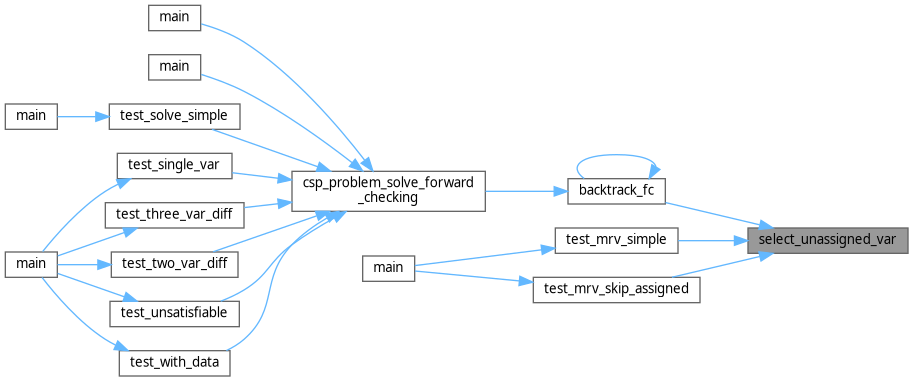 main
main
main
test_solve_simple
test_single_var
csp_problem_solve_forward
_checking
backtrack_fc
test_three_var_diff
select_unassigned_var
test_mrv_simple
main
test_two_var_diff
main
test_mrv_skip_assigned
test_unsatisfiable
test_with_data